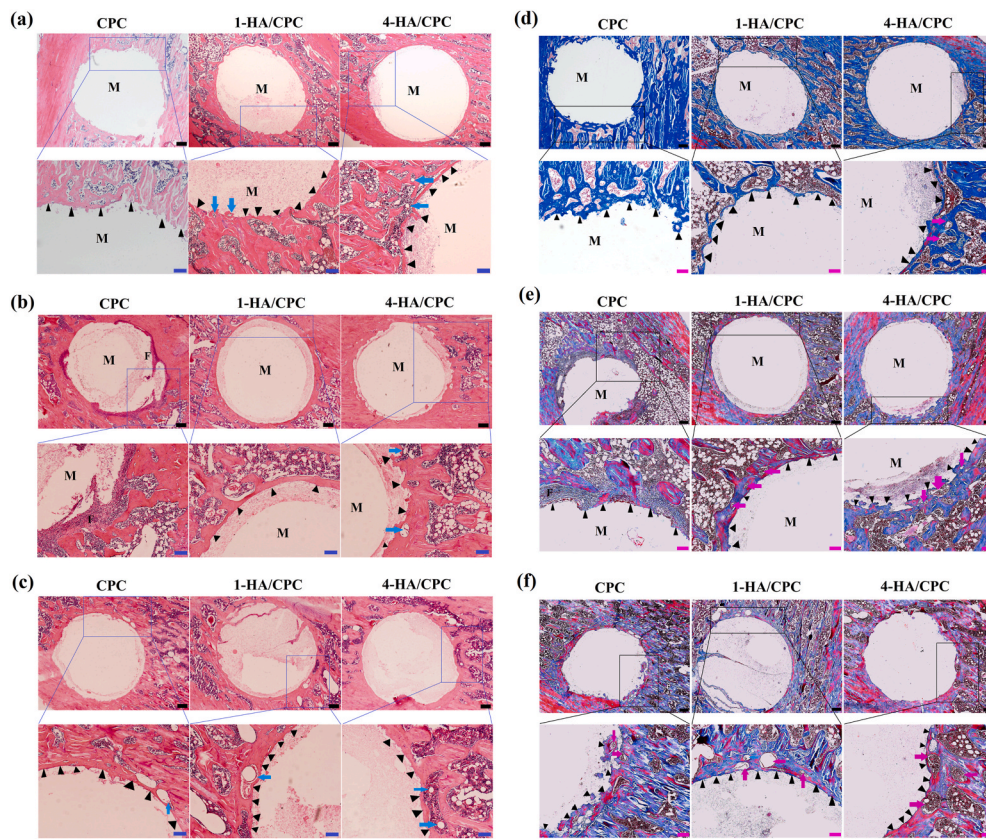 (a)
CPC 1-HA/CPC 4-HA/CPC
M M M
M M M
(b)
CPC 1-HA/CPC 4-HA/CPC
M F M M
M F M M
(c)
CPC 1-HA/CPC 4-HA/CPC
(d)
CPC 1-HA/CPC 4-HA/CPC
M M M
M M M
(e)
CPC 1-HA/CPC 4-HA/CPC
M M M
F M M M
(f)
CPC 1-HA/CPC 4-HA/CPC